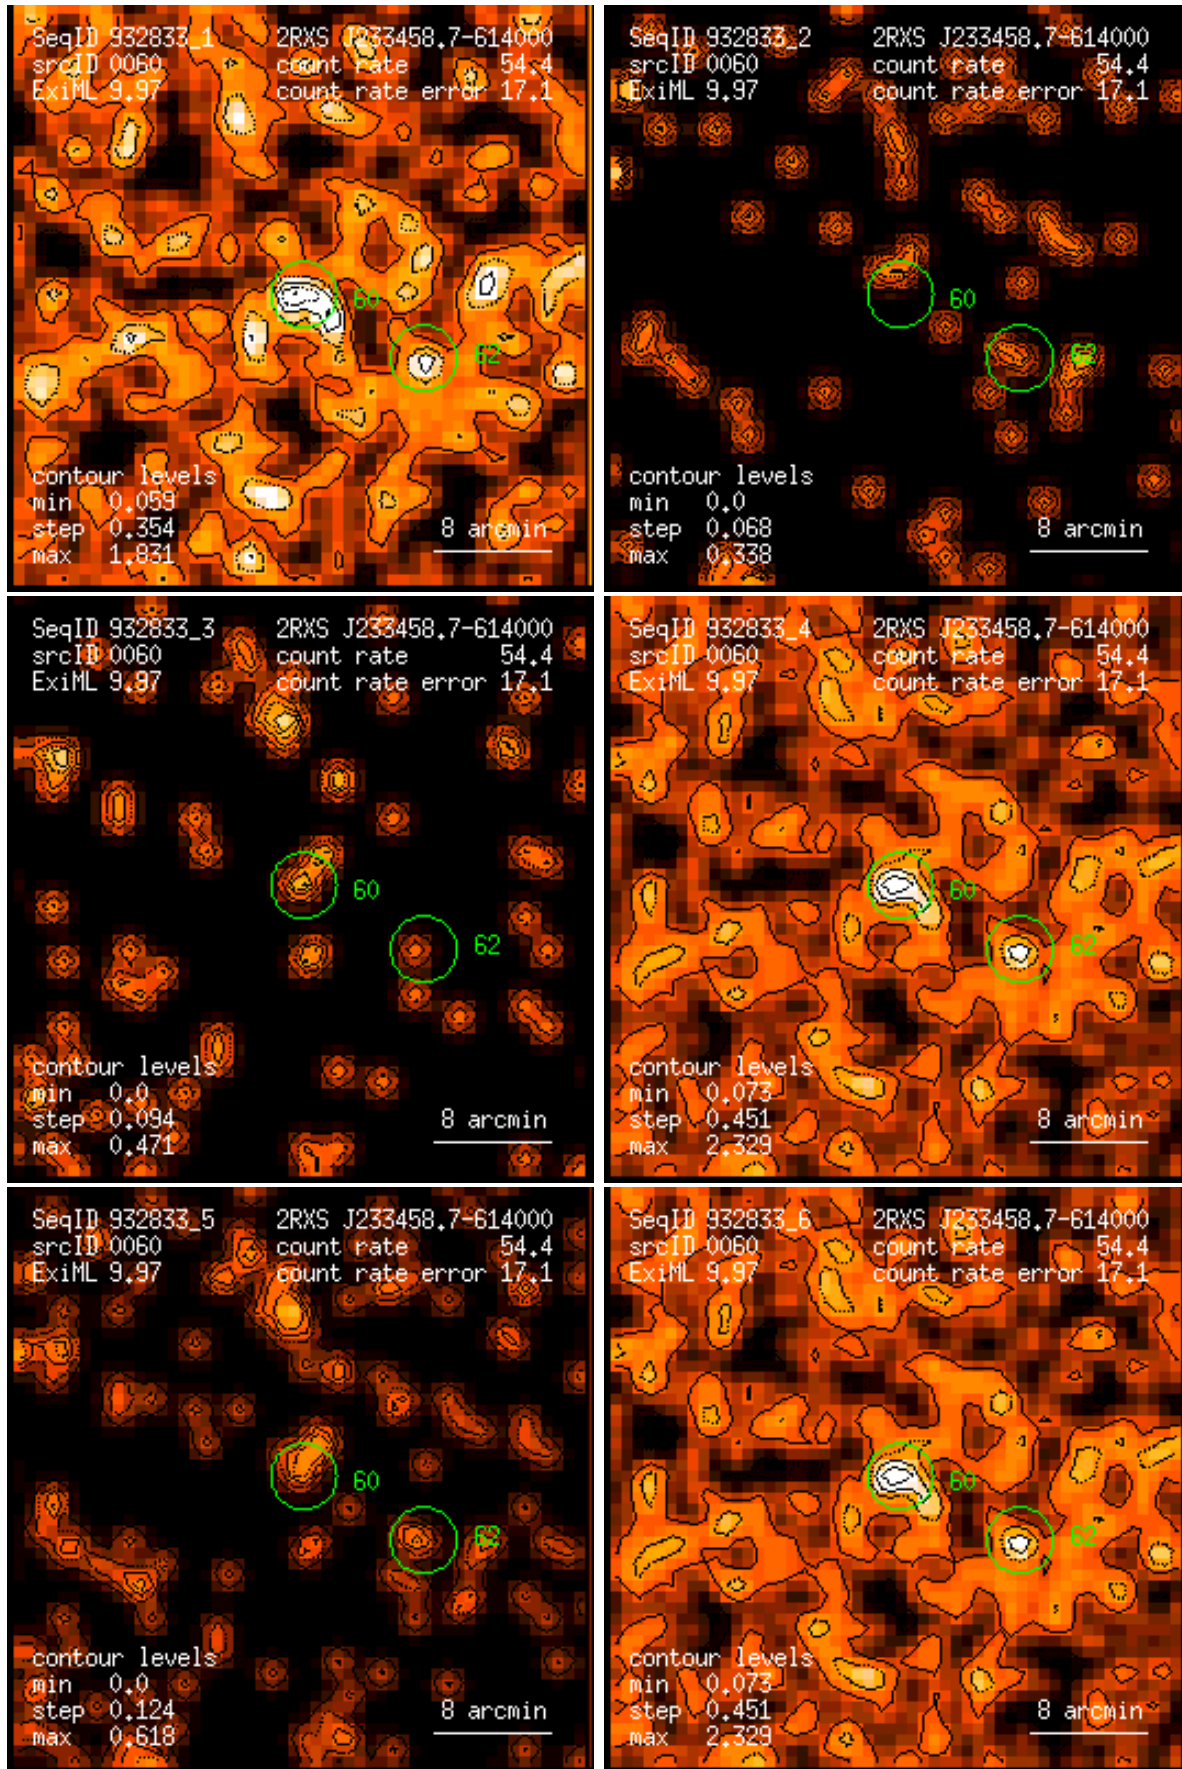 SeqID 932833_1 2RXS J233458.7-614000
srcID 0060 count rate 54.4
ExiML 9.97 count rate error 17.1
60
62
contour levels
min 0.059
step 0.354 8 arcmin
max 1.831
SeqID 932833_2 2RXS J233458.7-614000
srcID 0060 count rate 54.4
ExiML 9.97 count rate error 17.1
60
62
contour levels
min 0.0
step 0.068 8 arcmin
max 0.338
SeqID 932833_3 2RXS J233458.7-614000
srcID 0060 count rate 54.4
ExiML 9.97 count rate error 17.1
60
62
contour levels
min 0.0
step 0.094 8 arcmin
max 0.471
SeqID 932833_4 2RXS J233458.7-614000
srcID 0060 count rate 54.4
ExiML 9.97 count rate error 17.1
60
62
contour levels
min 0.073
step 0.451 8 arcmin
max 2.329
SeqID 932833_5 2RXS J233458.7-614000
srcID 0060 count rate 54.4
ExiML 9.97 count rate error 17.1
60
62
contour levels
min 0.0
step 0.124 8 arcmin
max 0.618
SeqID 932833_6 2RXS J233458.7-614000
srcID 0060 count rate 54.4
ExiML 9.97 count rate error 17.1
60
62
contour levels
min 0.073
step 0.451 8 arcmin
max 2.329